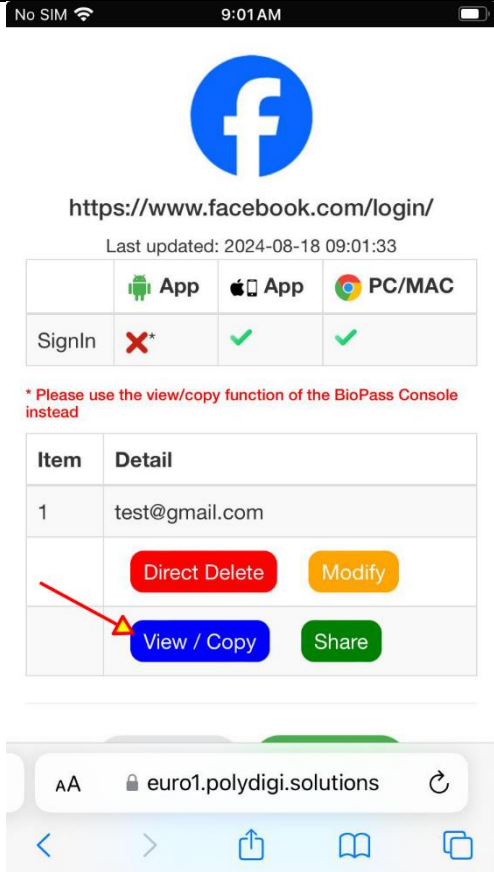 No SIM 9:01 AM
https://www.facebook.com/login/
Last updated: 2024-08-18 09:01:33
App App PC/MAC
SignIn *
* Please use the view/copy function of the BioPass Console
instead
Item Detail
1 test@gmail.com
Direct Delete Modify
View / Copy Share
AA euro1.polydigi.solutions